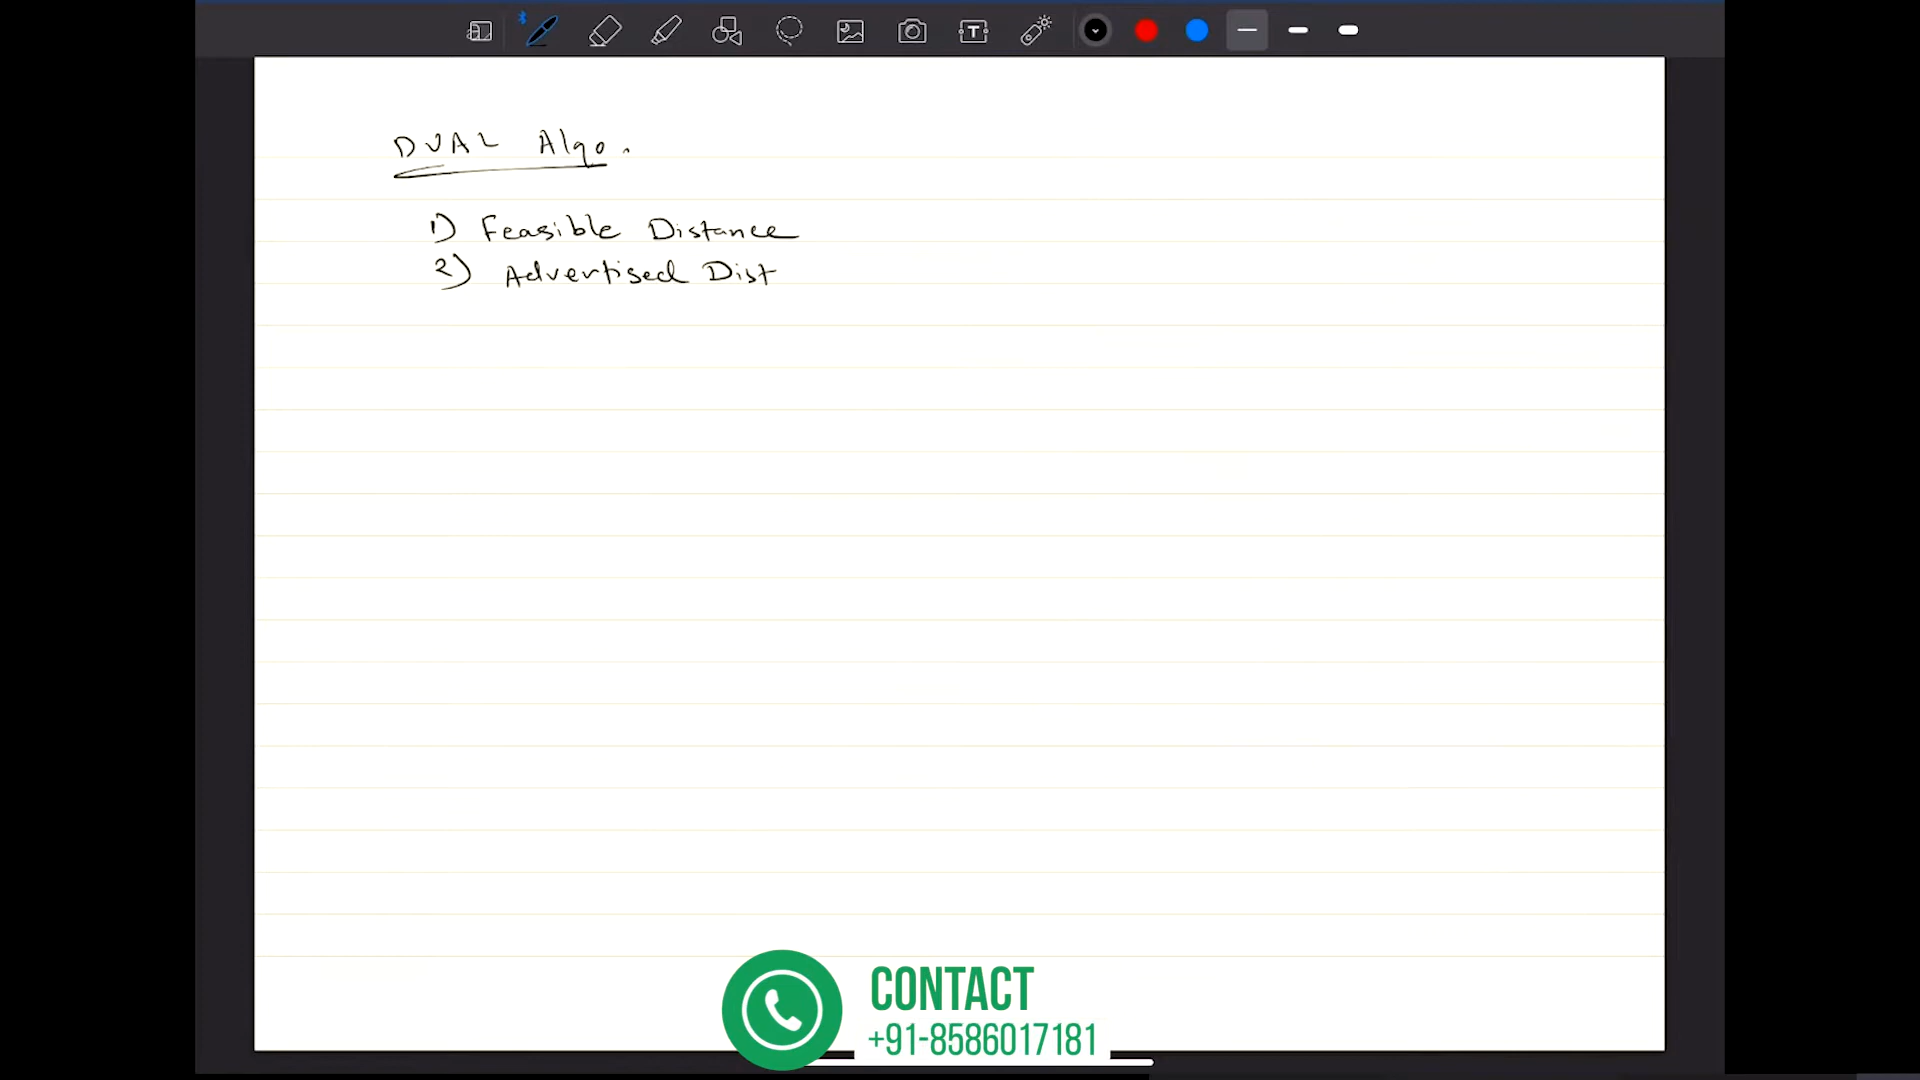 DUAL Algo.
1) Feasible Distance
2) Advertised Dist
CONTACT
+91-8586017181